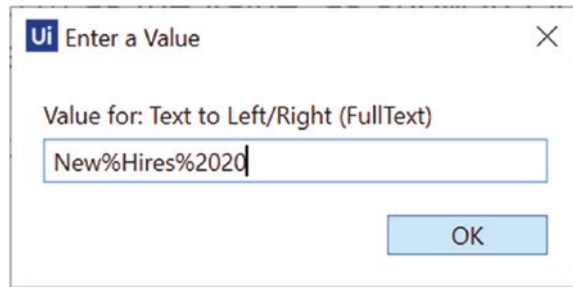 Ui Enter a Value
Value for: Text to Left/Right (FullText)
New%Hires%2020
OK